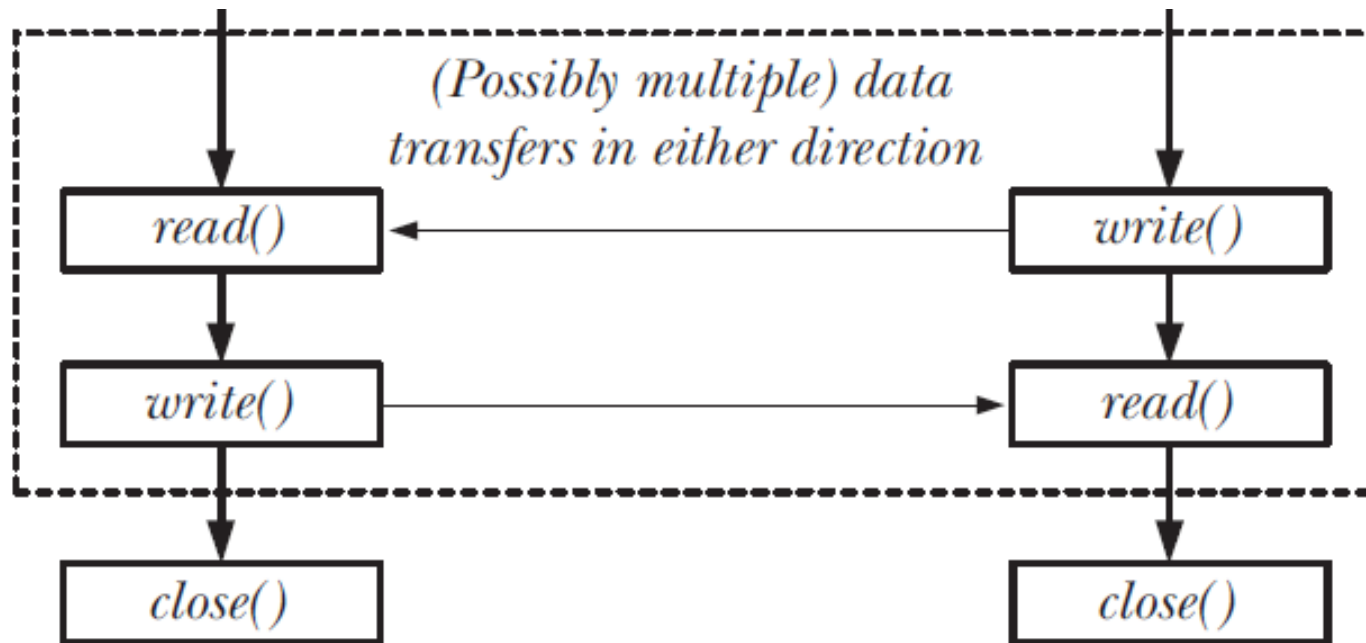 (Possibly multiple) data
transfers in either direction
read()
write()
write()
read()
close()
close()